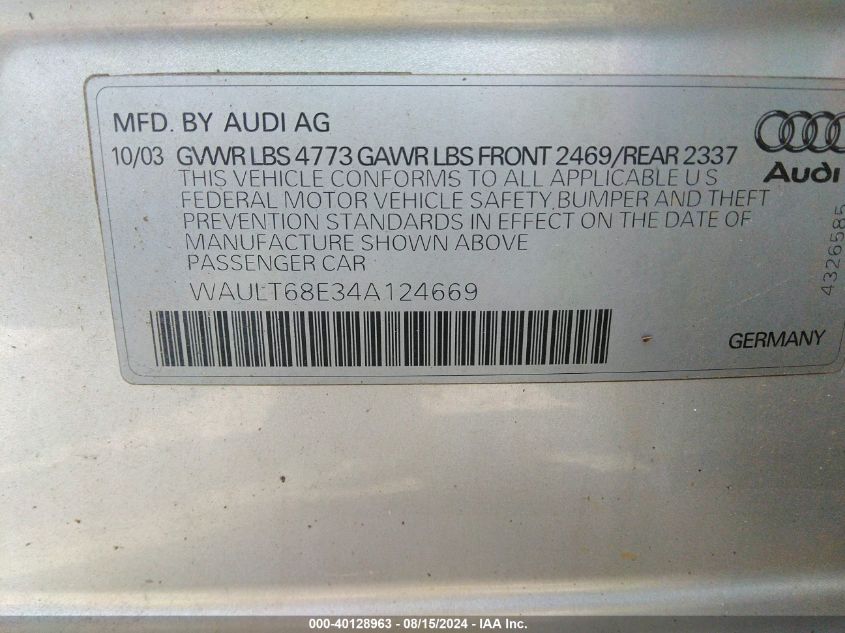 MFD. BY AUDI AG
10/03 GVWR LBS 4773 GAWR LBS FRONT 2469/REAR 2337
THIS VEHICLE CONFORMS TO ALL APPLICABLE U S
FEDERAL MOTOR VEHICLE SAFETY, BUMPER AND THEFT
PREVENTION STANDARDS IN EFFECT ON THE DATE OF
MANUFACTURE SHOWN ABOVE
PASSENGER CAR
WAULT68E34A124669
Audi
4326585
GERMANY
000-40128963 - 08/15/2024 - IAA Inc.